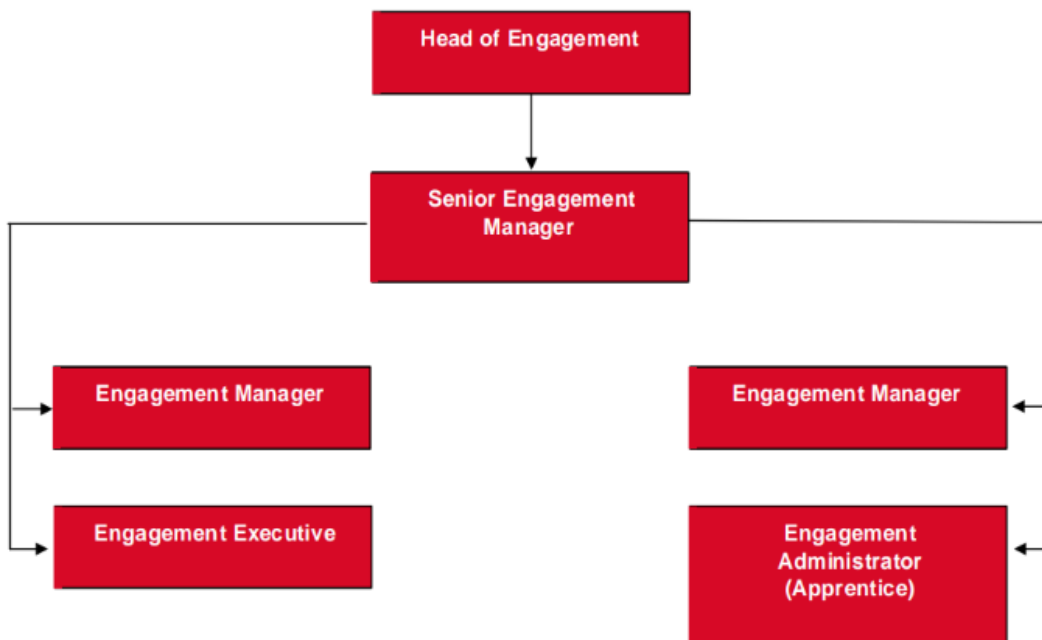 Head of Engagement
Senior Engagement
Manager
Engagement Manager
Engagement Manager
Engagement Executive
Engagement
Administrator
(Apprentice)